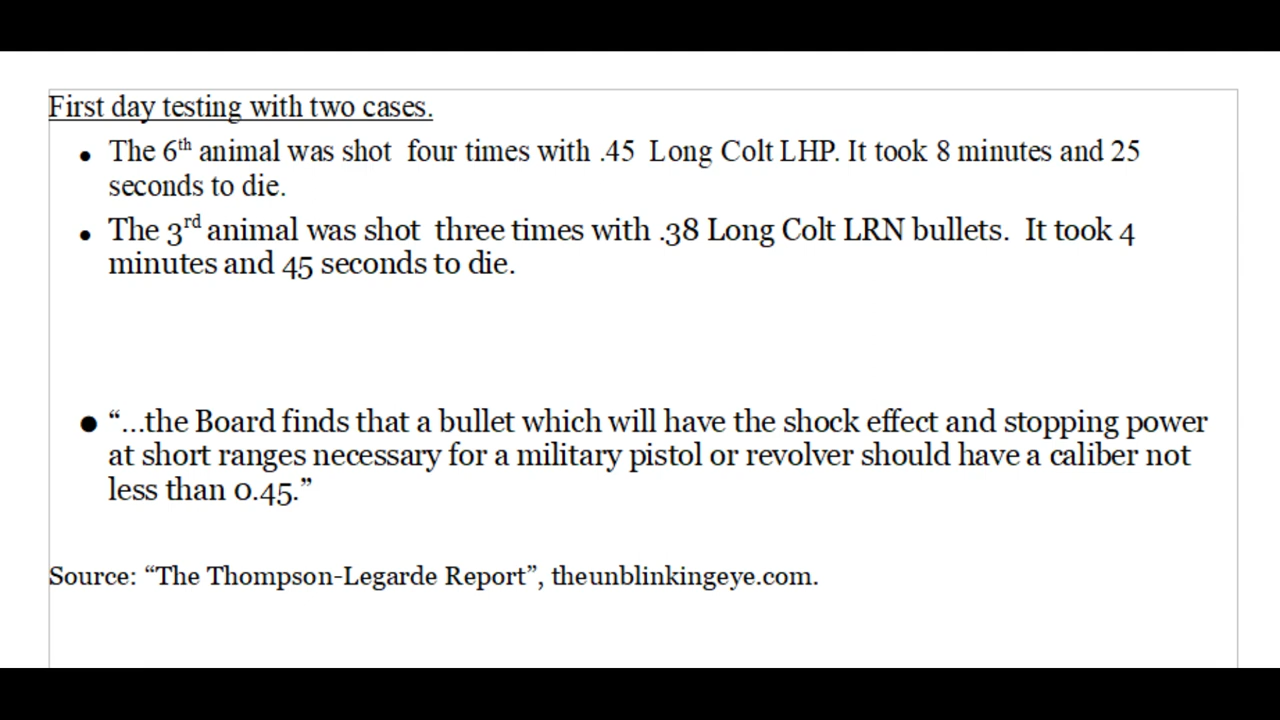 First day testing with two cases.
• The 6th animal was shot  four times with .45  Long Colt LHP. It took 8 minutes and 25
seconds to die.
• The 3rd animal was shot  three times with .38 Long Colt LRN bullets.  It took 4
minutes and 45 seconds to die.
• “...the Board finds that a bullet which will have the shock effect and stopping power
at short ranges necessary for a military pistol or revolver should have a caliber not
less than 0.45.”
Source: “The Thompson-Legarde Report”, theunblinkingeye.com.